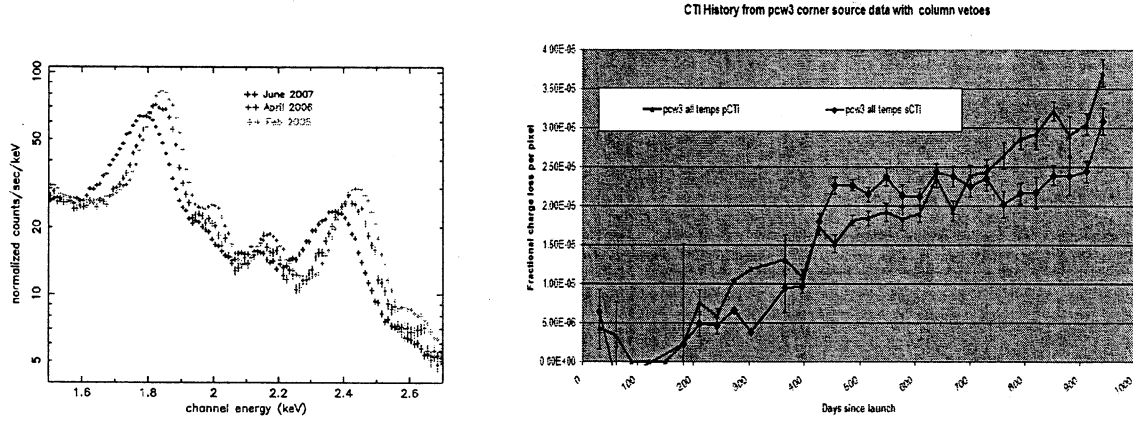 normalized counts/sec/keV
100
50
20
10
5
++ June 2007
++ April 2006
++ Feb 2005
1.6 1.8 2 2.2 2.4 2.6
channel energy (keV)
CTI History from pcw3 corner source data with column vetoes
Fractional charge loss per pixel
4.00E-05
3.50E-05
3.00E-05
2.50E-05
2.00E-05
1.50E-05
1.00E-05
5.00E-06
0.00E+00
pcw3 all temps pCTI
pcw3 all temps sCTI
0 100 200 300 400 500 600 700 800 900 1000
Days since launch